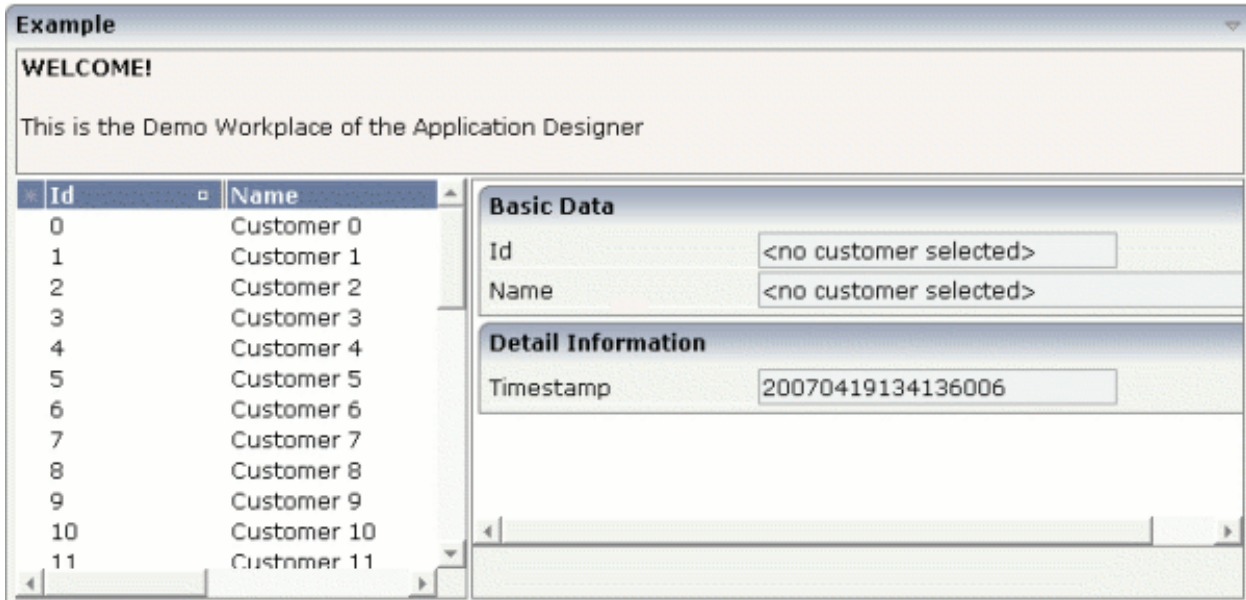 Example
WELCOME!
This is the Demo Workplace of the Application Designer
Id Name
0 Customer 0
1 Customer 1
2 Customer 2
3 Customer 3
4 Customer 4
5 Customer 5
6 Customer 6
7 Customer 7
8 Customer 8
9 Customer 9
10 Customer 10
11 Customer 11
Basic Data
Id <no customer selected>
Name <no customer selected>
Detail Information
Timestamp 20070419134136006